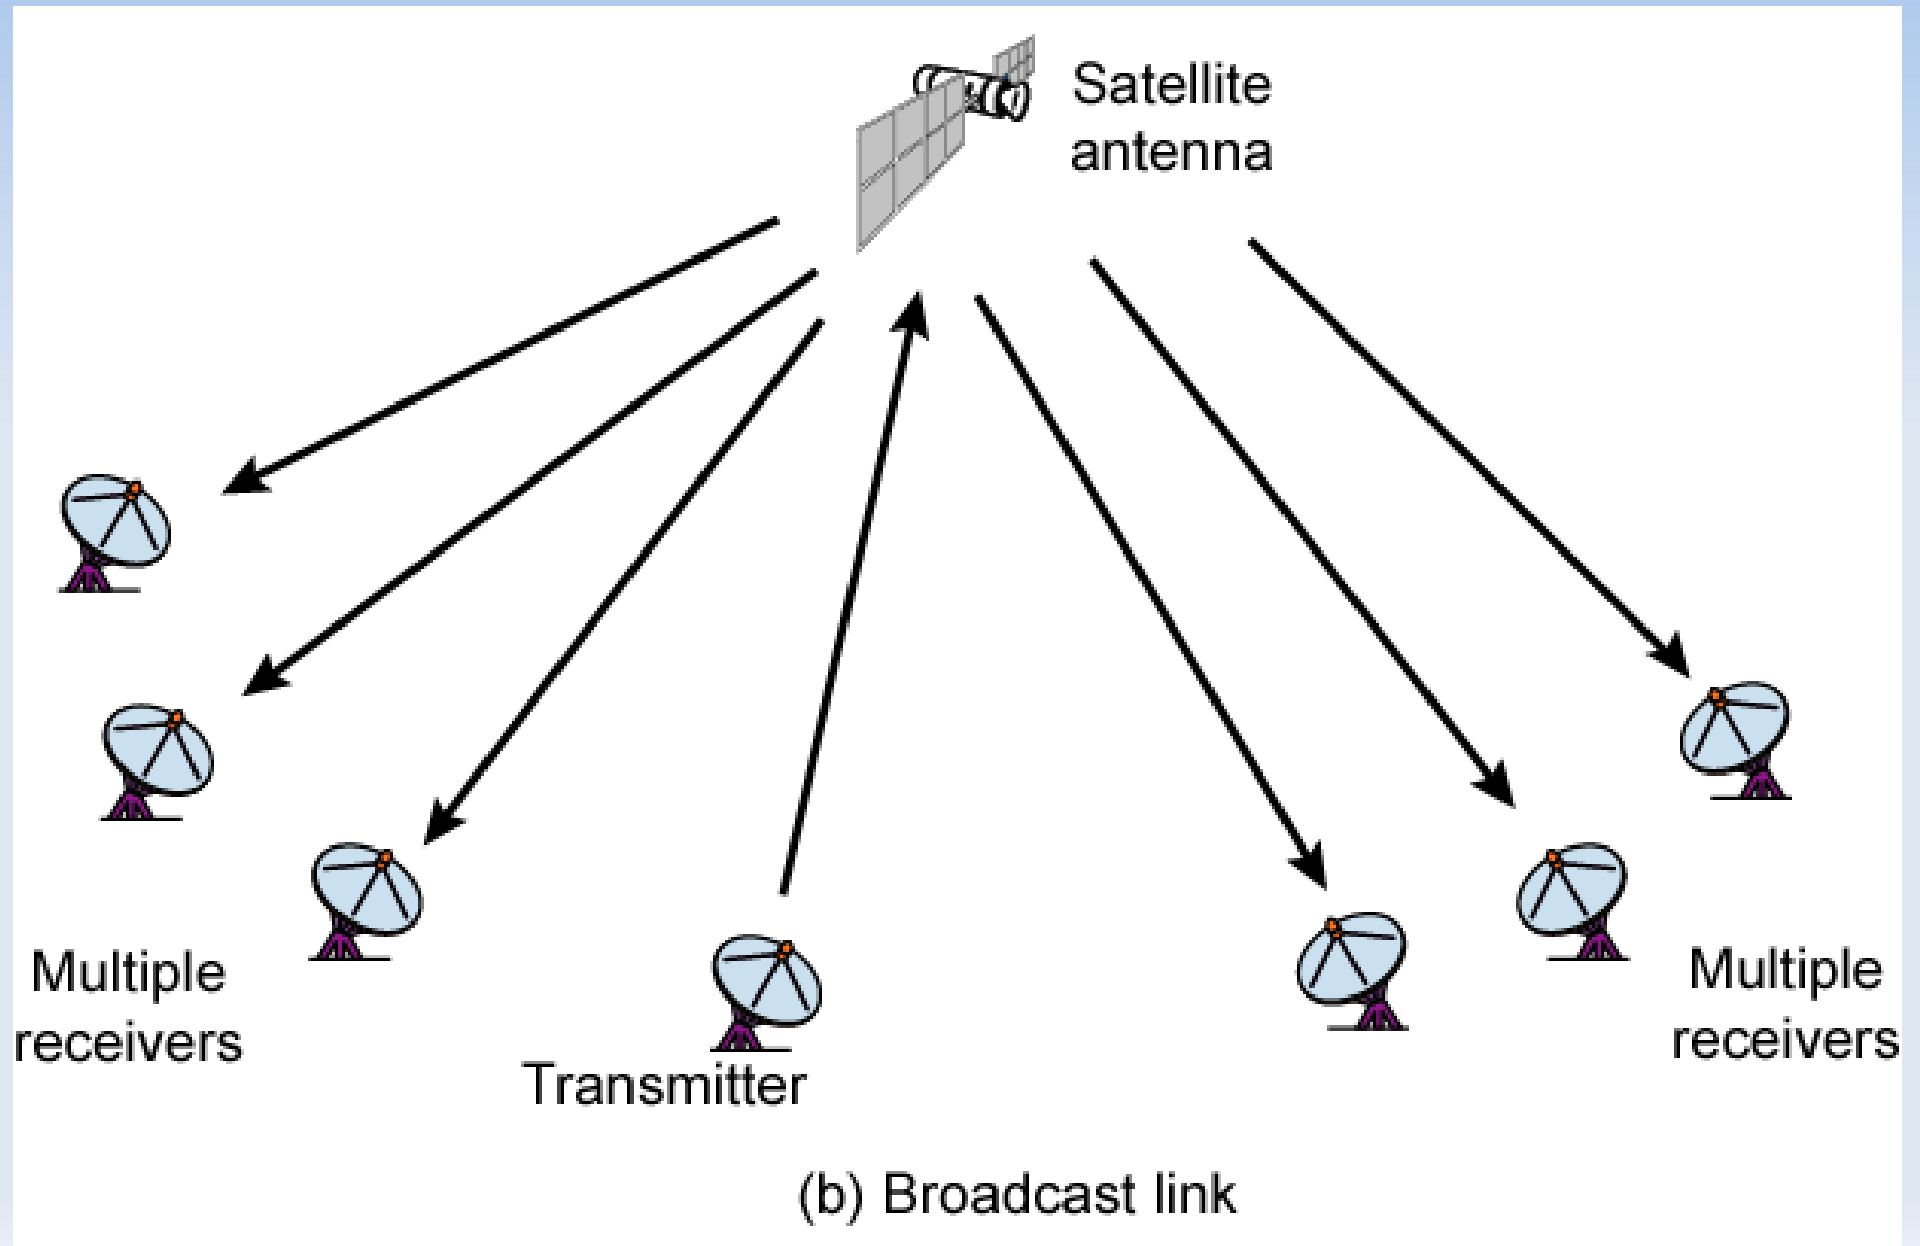 Satellite
antenna
Multiple
receivers
Transmitter
Multiple
receivers
(b) Broadcast link